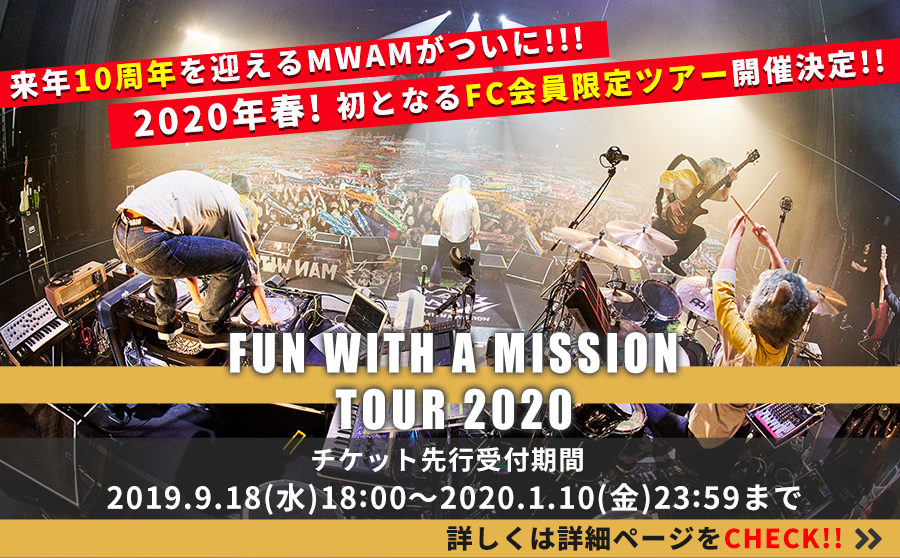 来年10周年を迎えるMWAMがついに!!!
2020年春! 初となるFC会員限定ツアー開催決定!!
MAN WIT
FUN WITH A MISSION
TOUR 2020
チケット先行受付期間
2019.9.18(水)18:00～2020.1.10(金)23:59まで
詳しくは詳細ページをCHECK!!